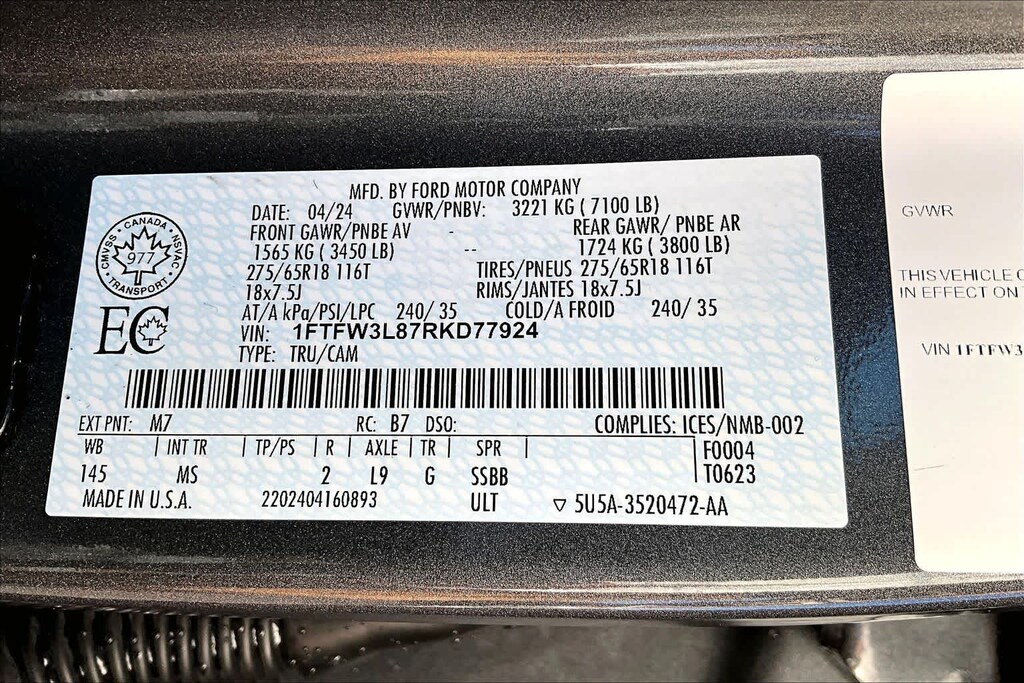 MFD. BY FORD MOTOR COMPANY
DATE: 04/24 GVWR/PNBV: 3221 KG ( 7100 LB)
FRONT GAWR/PNBE AV - REAR GAWR/ PNBE AR
1565 KG ( 3450 LB) -- 1724 KG ( 3800 LB)
275/65R18 116T TIRES/PNEUS 275/65R18 116T
18x7.5J RIMS/JANTES 18x7.5J
AT/A kPa/PSI/LPC 240/ 35 COLD/A FROID 240/ 35
VIN: 1FTFW3L87RKD77924
TYPE: TRU/CAM
CANADA
CMVSS • NSVAC
977
TRANSPORT
EC
EXT PNT: M7 RC: B7 DSO: COMPLIES: ICES/NMB-002
WB | INT TR | TP/PS | R | AXLE | TR | SPR | F0004
145 MS 2 L9 G SSBB T0623
MADE IN U.S.A. 2202404160893 ULT ▽ 5U5A-3520472-AA
GVWR
THIS VEHICLE
IN EFFECT ON
VIN 1FTFW3